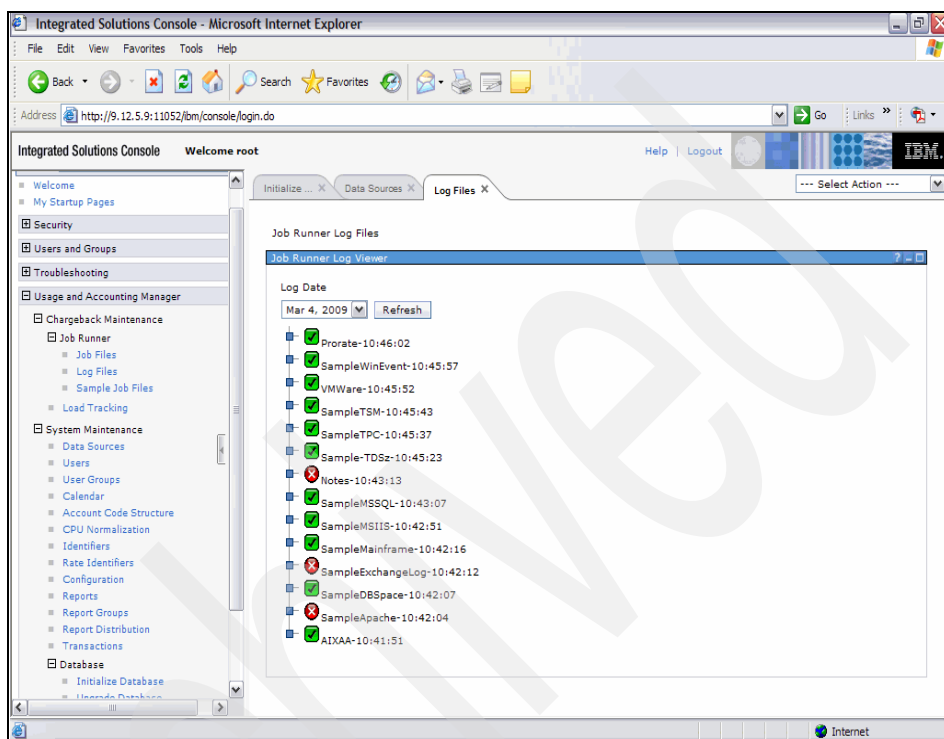 Integrated Solutions Console - Microsoft Internet Explorer
File Edit View Favorites Tools Help
Back Search Favorites
Address http://9.12.5.9:11052/ibm/console/login.do Go Links »
Integrated Solutions Console Welcome root Help | Logout IBM.
Welcome
My Startup Pages
Security
Users and Groups
Troubleshooting
Usage and Accounting Manager
Chargeback Maintenance
Job Runner
Job Files
Log Files
Sample Job Files
Load Tracking
System Maintenance
Data Sources
Users
User Groups
Calendar
Account Code Structure
CPU Normalization
Identifiers
Rate Identifiers
Configuration
Reports
Report Groups
Report Distribution
Transactions
Database
Initialize Database
Upgrade Database
Initialize ... X Data Sources X Log Files X --- Select Action ---
Job Runner Log Files
Job Runner Log Viewer ?
Log Date
Mar 4, 2009 Refresh
Prorate-10:46:02
SampleWinEvent-10:45:57
VMWare-10:45:52
SampleTSM-10:45:43
SampleTPC-10:45:37
Sample-TDSz-10:45:23
Notes-10:43:13
SampleMSSQL-10:43:07
SampleMSIIS-10:42:51
SampleMainframe-10:42:16
SampleExchangeLog-10:42:12
SampleDBSpace-10:42:07
SampleApache-10:42:04
AIXAA-10:41:51
Internet